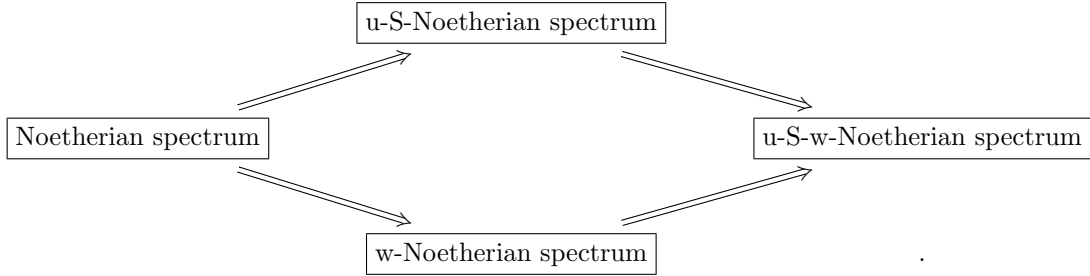 u-S-Noetherian spectrum
Noetherian spectrum
u-S-w-Noetherian spectrum
w-Noetherian spectrum
.